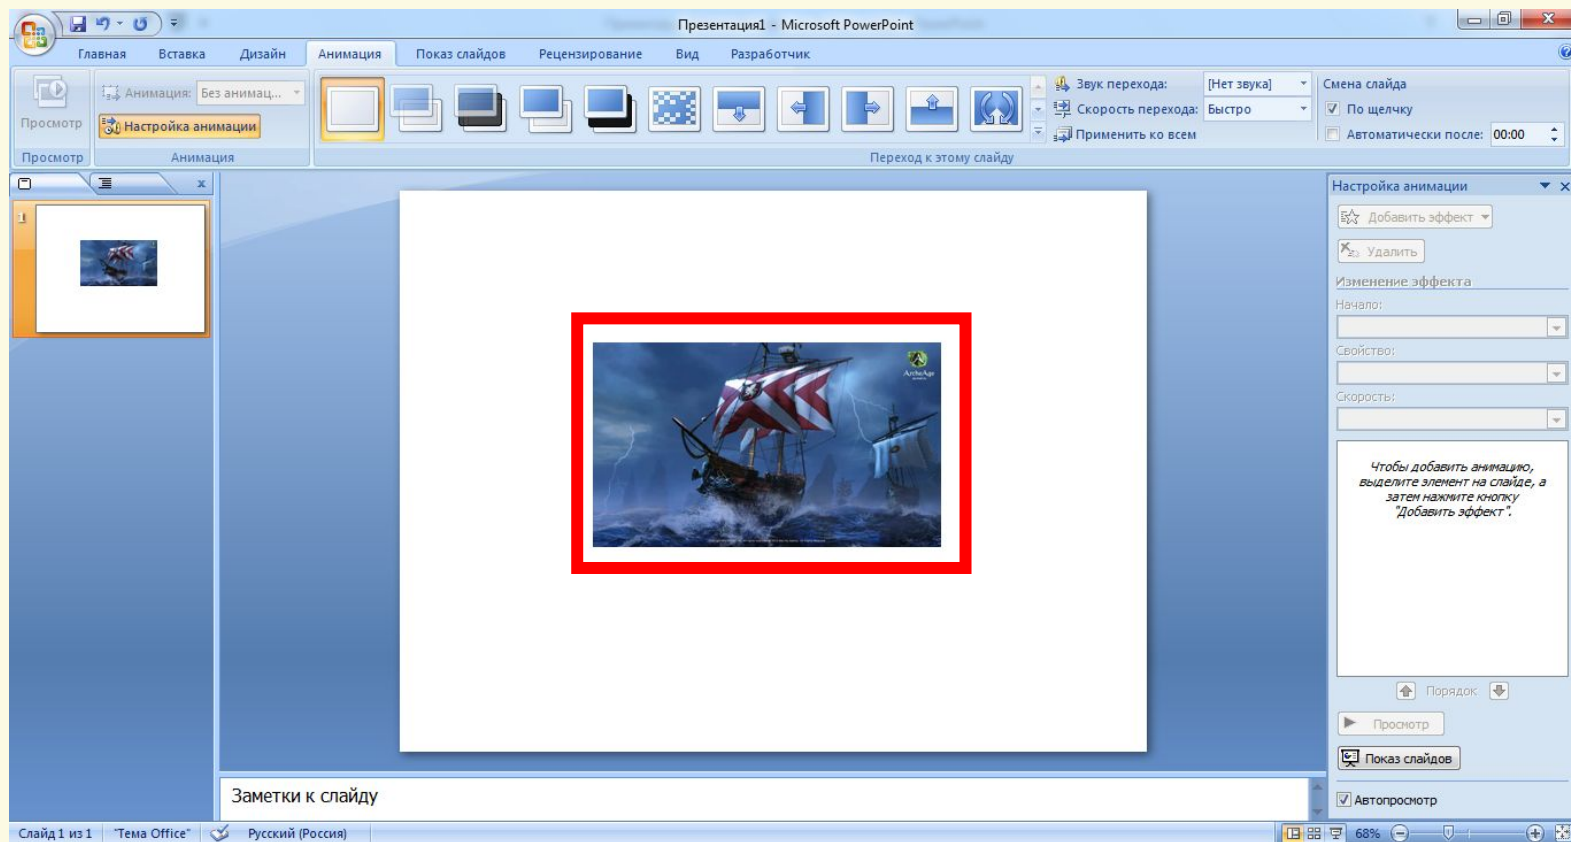 Презентация1 - Microsoft PowerPoint
Главная Вставка Дизайн Анимация Показ слайдов Рецензирование Вид Разработчик
Просмотр
Анимация: Без анимац...
Настройка анимации
Звук перехода: [Нет звука]
Скорость перехода: Быстро
Применить ко всем
Смена слайда
По щелчку
Автоматически после: 00:00
Просмотр Анимация Переход к этому слайду
1
ArcheAge
Настройка анимации
Добавить эффект
Удалить
Изменение эффекта
Начало:
Свойство:
Скорость:
Чтобы добавить анимацию,
выделите элемент на слайде, а
затем нажмите кнопку
"Добавить эффект".
Порядок
Просмотр
Показ слайдов
Автопросмотр
Заметки к слайду
Слайд 1 из 1 "Тема Office" Русский (Россия) 68%